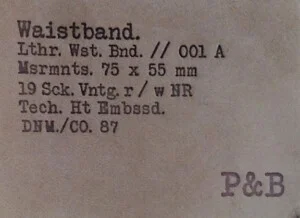 Waistband.
Lthr. Wst. Bnd. // 001 A
Msrmnts. 75 x 55 mm
19 Sck. Vntg. r / w NR
Tech. Ht Embssd.
DNM./CO. 87
P&B